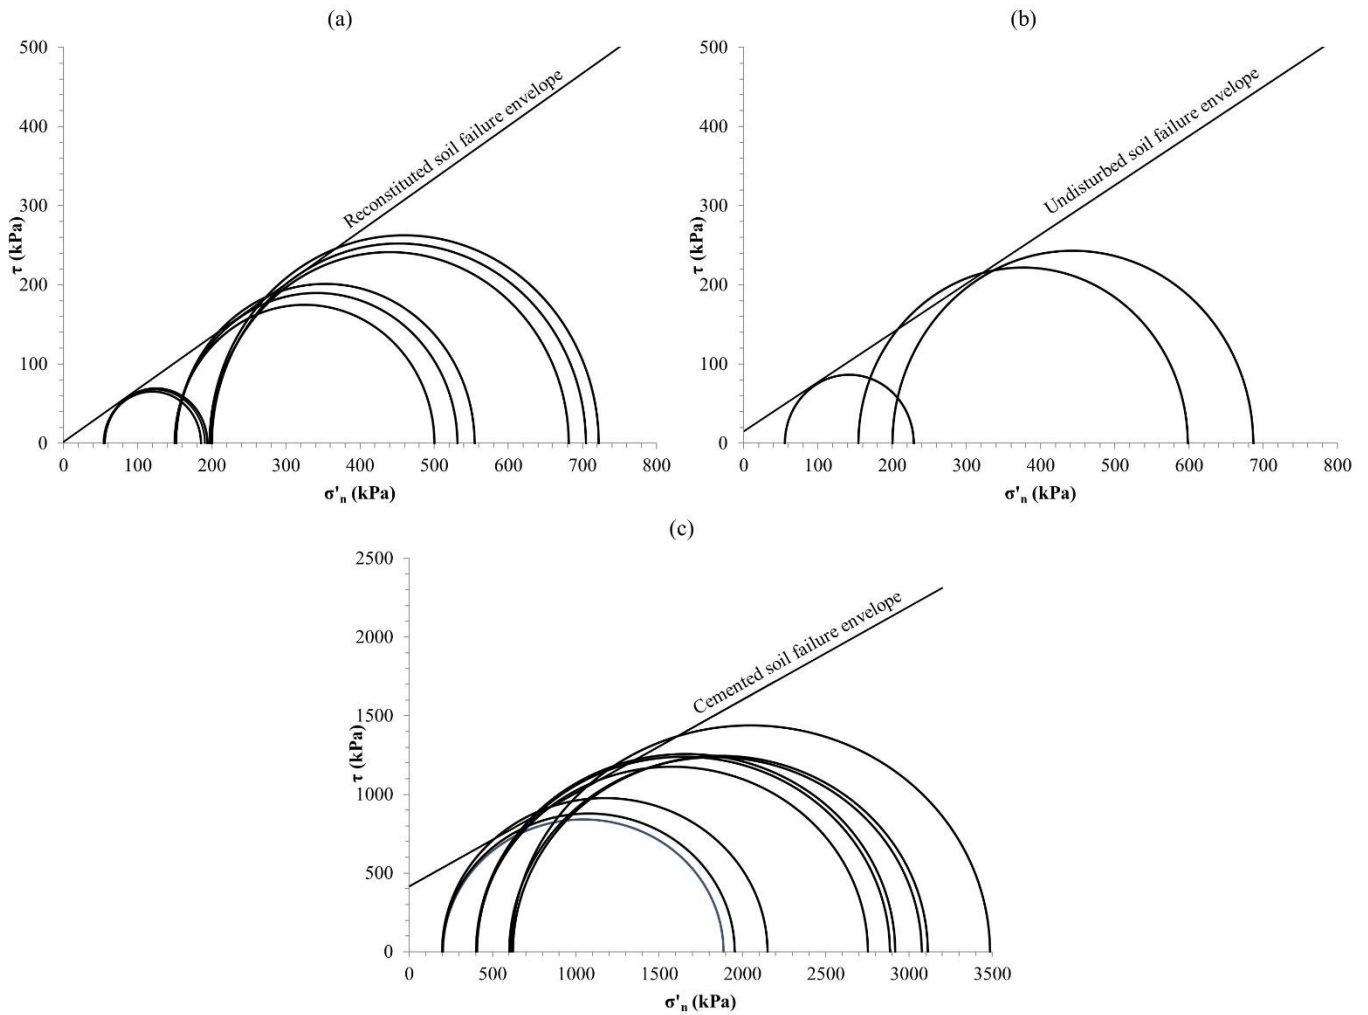 (a)
500
400
300
200
100
0
τ (kPa)
Reconstituted soil failure envelope
0 100 200 300 400 500 600 700 800
σ'n (kPa)
(b)
500
400
300
200
100
0
τ (kPa)
Undisturbed soil failure envelope
0 100 200 300 400 500 600 700 800
σ'n (kPa)
(c)
2500
2000
1500
1000
500
0
τ (kPa)
Cemented soil failure envelope
0 500 1000 1500 2000 2500 3000 3500
σ'n (kPa)